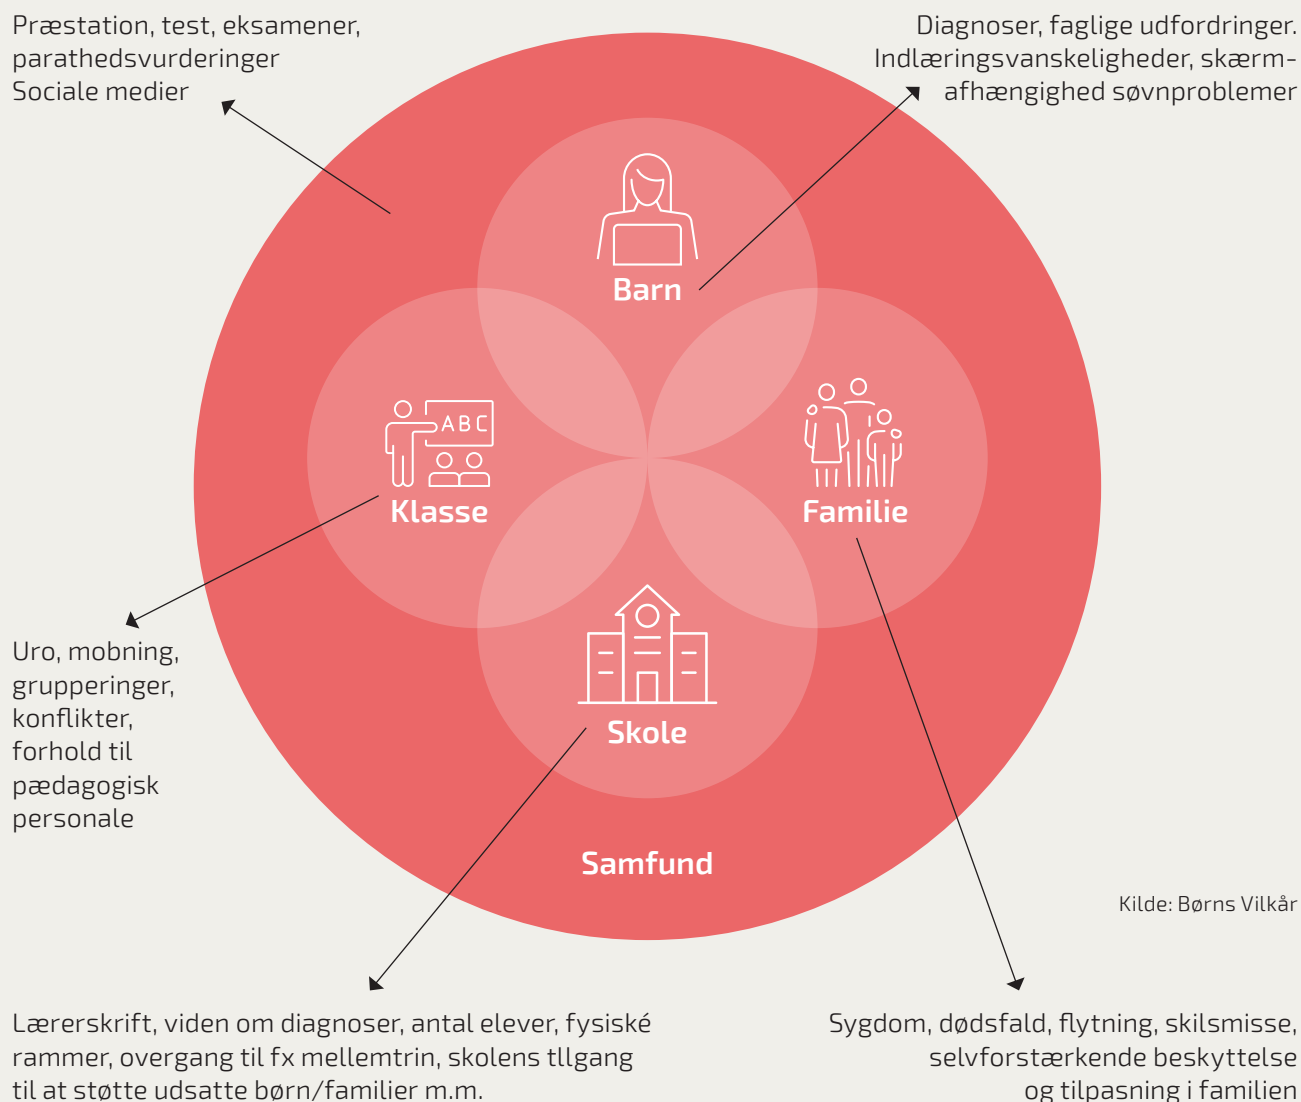 Præstation, test, eksamener,
parathedsvurderinger
Sociale medier
Diagnoser, faglige udfordringer.
Indlæringsvanskeligheder, skærm-
afhængighed søvnproblemer
Barn
ABC
Klasse
Familie
Uro, mobning,
grupperinger,
konflikter,
forhold til
pædagogisk
personale
Skole
Samfund
Kilde: Børns Vilkår
Lærerskrift, viden om diagnoser, antal elever, fysiské
rammer, overgang til fx mellemtrin, skolens tllgang
til at støtte udsatte børn/familier m.m.
Sygdom, dødsfald, flytning, skilsmisse,
selvforstærkende beskyttelse
og tilpasning i familien